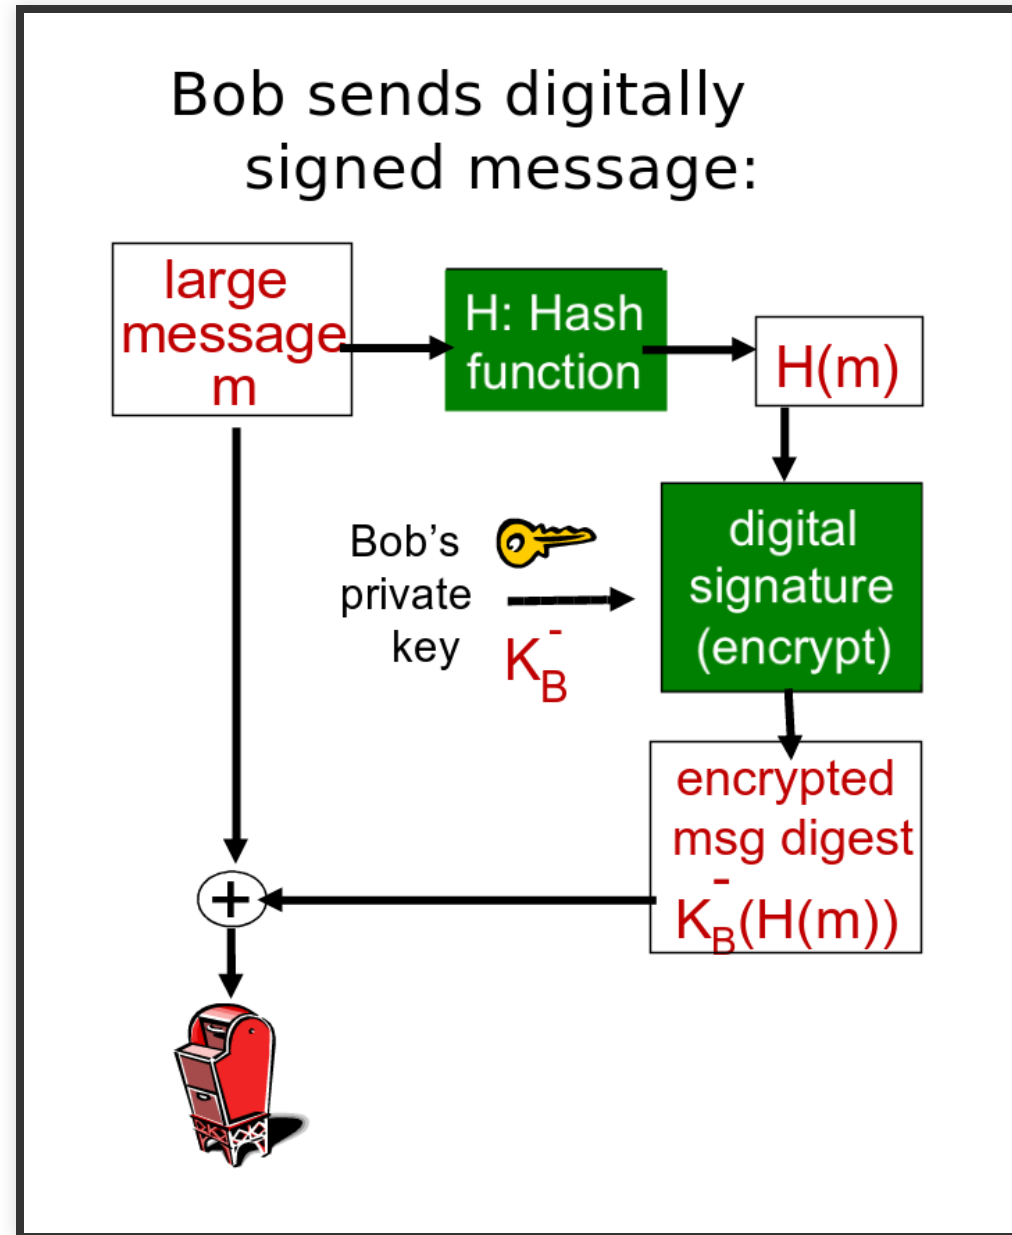 Bob sends digitally
signed message:
large
message
m
H: Hash
function
H(m)
Bob’s
private
key
K
B
-
digital
signature
(encrypt)
encrypted
msg digest
-
K
B
(H(m))
+